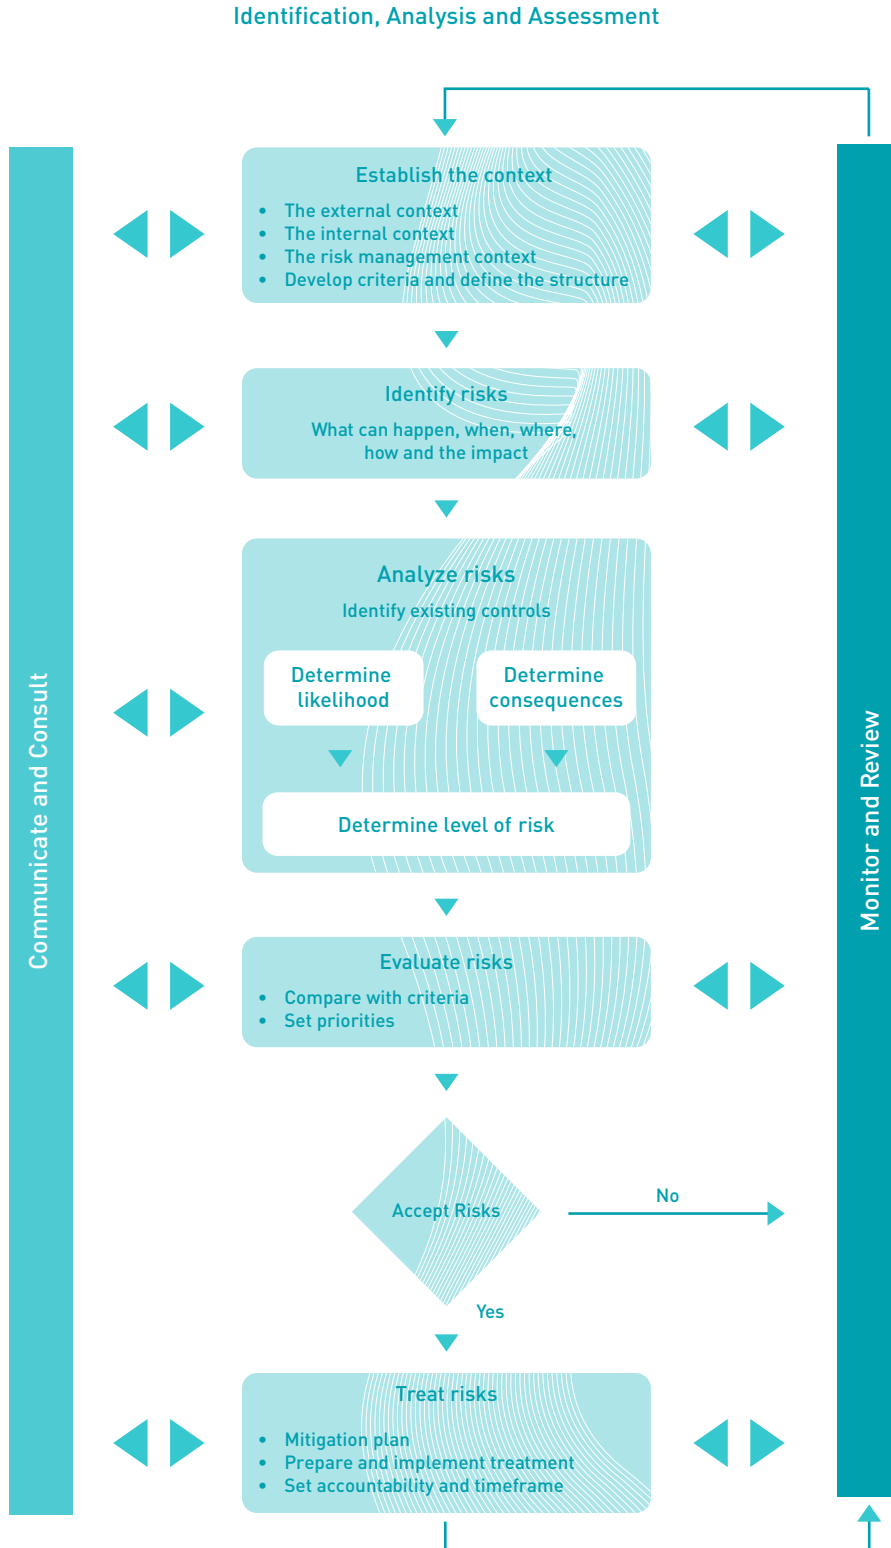 Identification, Analysis and Assessment
Communicate and Consult
Establish the context
• The external context
• The internal context
• The risk management context
• Develop criteria and define the structure
Identify risks
What can happen, when, where,
how and the impact
Analyze risks
Identify existing controls
Determine
likelihood
Determine
consequences
Determine level of risk
Evaluate risks
• Compare with criteria
• Set priorities
Accept Risks
No
Yes
Treat risks
• Mitigation plan
• Prepare and implement treatment
• Set accountability and timeframe
Monitor and Review